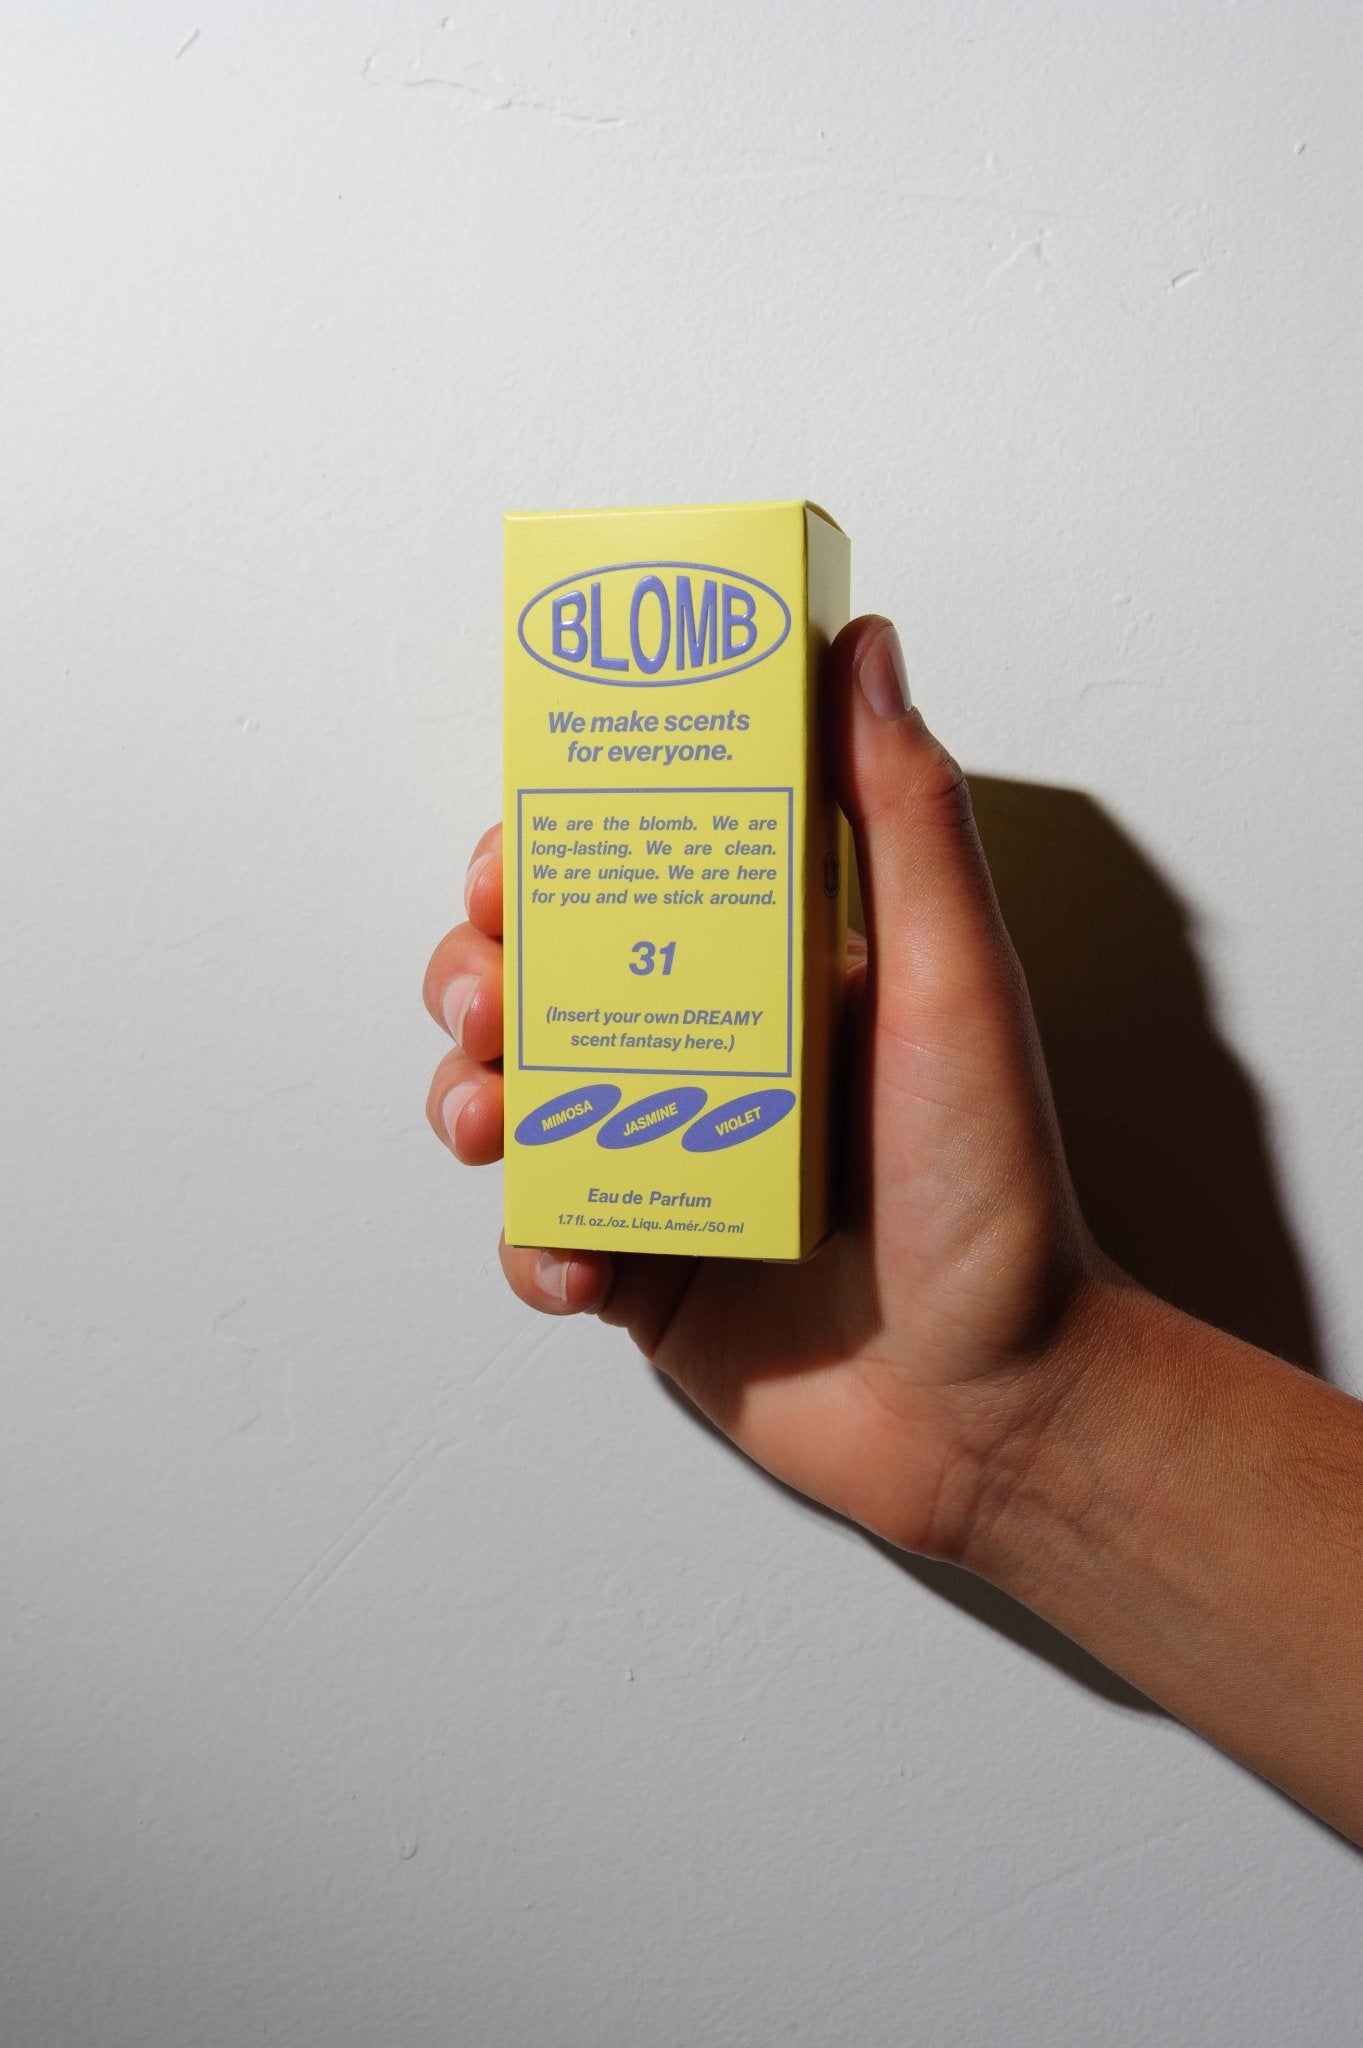 BLOMB
We make scents
for everyone.
We are the blomb. We are
long-lasting. We are clean.
We are unique. We are here
for you and we stick around.
31
(Insert your own DREAMY
scent fantasy here.)
MIMOSA JASMINE VIOLET
Eau de Parfum
1.7 fl. oz./oz. Liqu. Amér./50 ml